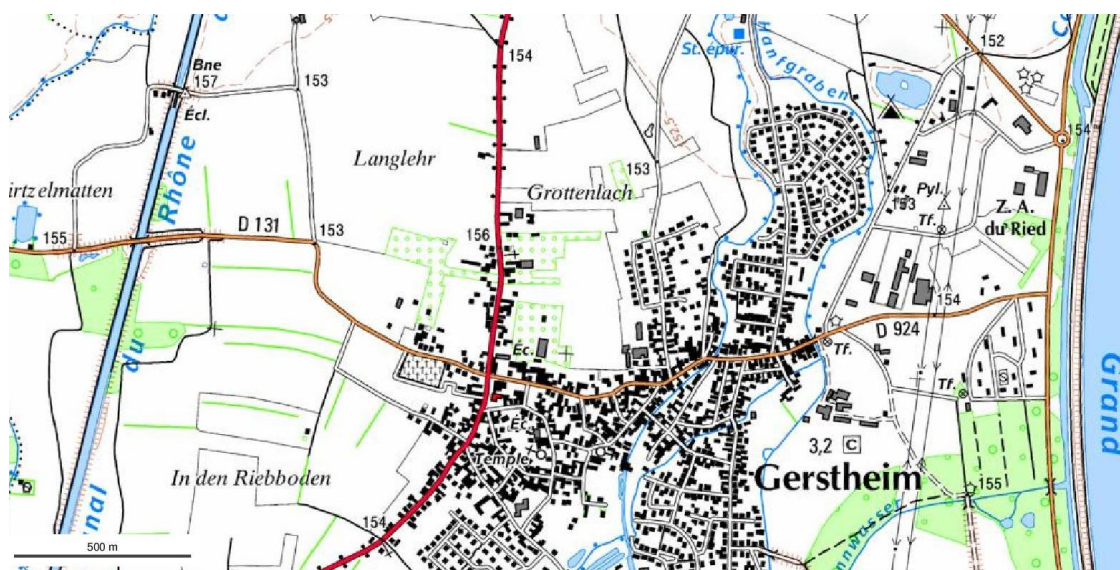 154
152
Bne
157
153
Écl.
St. épur.
Hanfgraben
52,5
154
Rhône
Langlehr
Grottenlach
153
Pyl.
153
Tf.
Z. A.
du Ried
155
D 131
153
156
154
D 924
Tf.
Tf.
du
Éc.
S
Grand
Éc.
Temple
3,2 C
Gerstheim
In den Riebboden
155
154
500 m